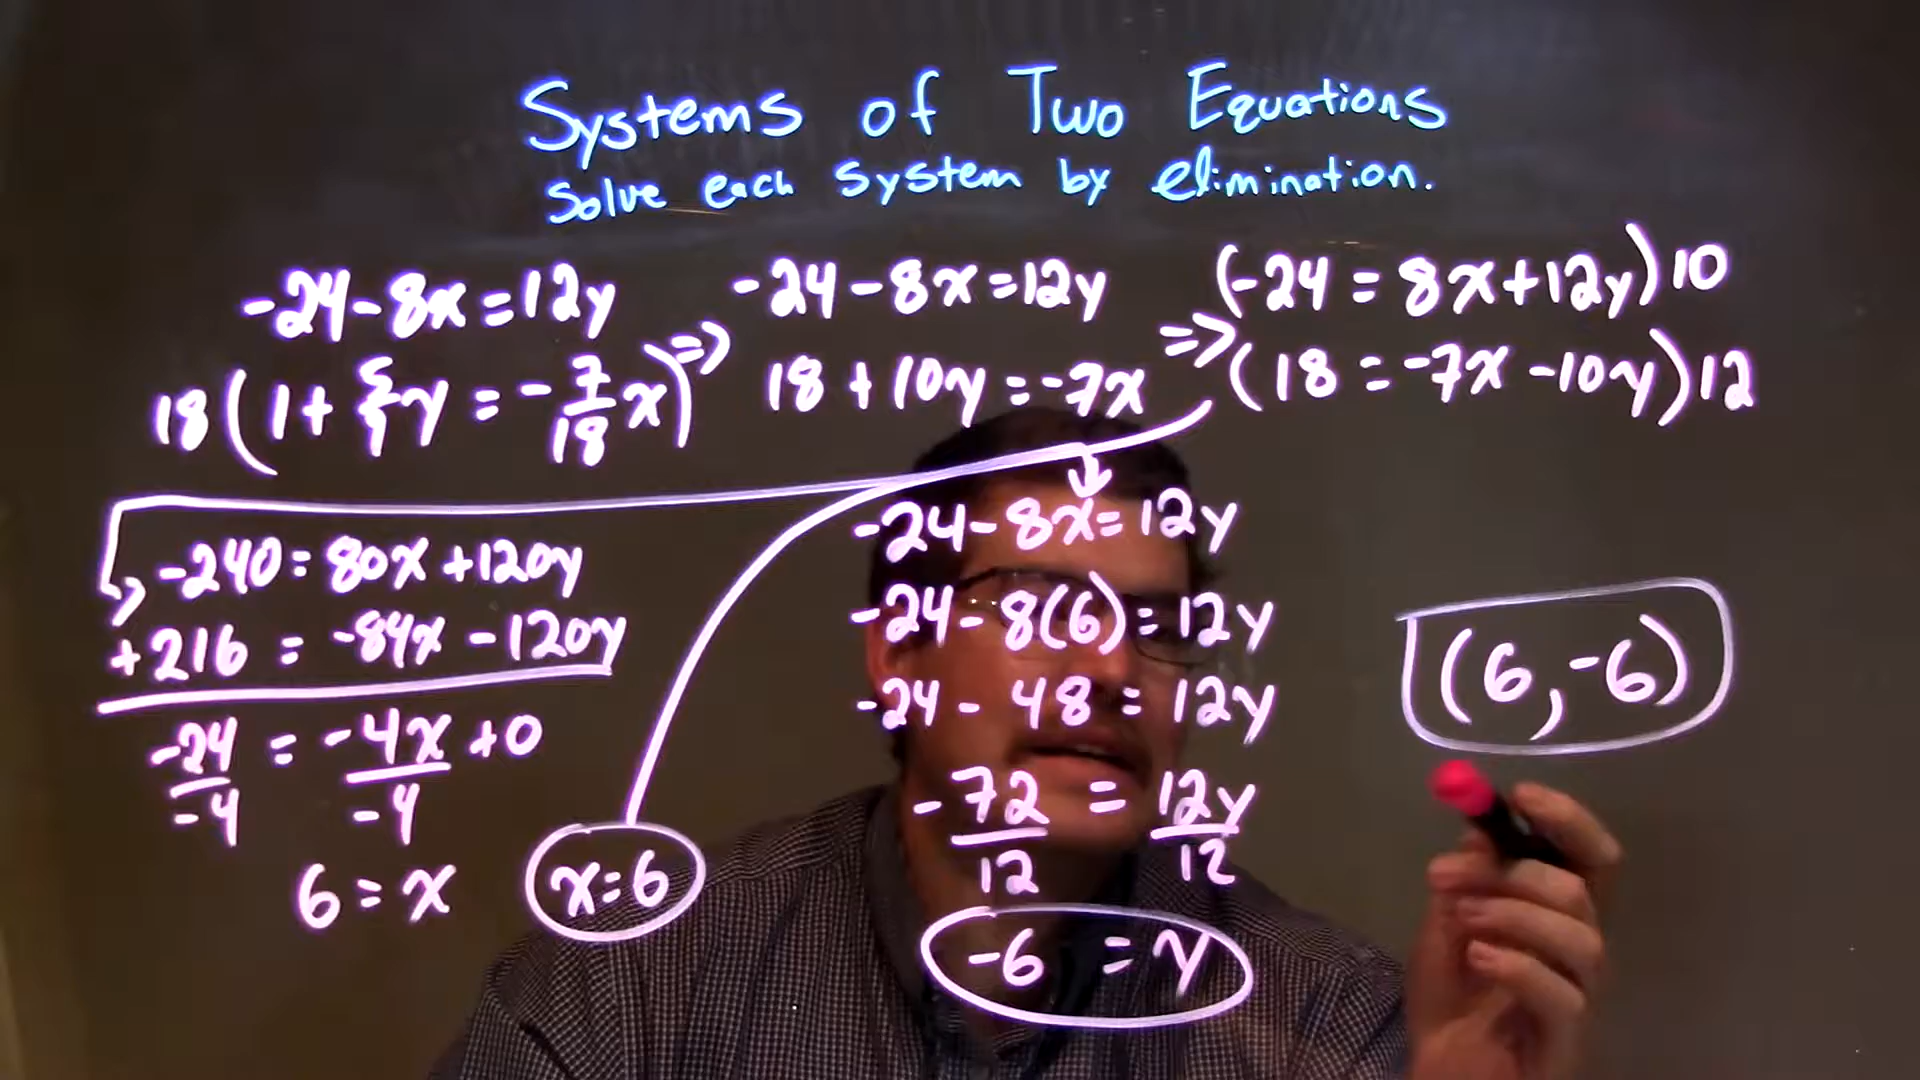 Systems of Two Equations
Solve each system by elimination.
-24-8x=12y
18(1+5/9y=-7/18x)=>
-24-8x=12y
18+10y=-7x
=>
(-24=8x+12y)10
(18=-7x-10y)12
-240=80x+120y
+216=-84x-120y
-24/-4=-4x/-4+0
6=x
x=6
-24-8x=12y
-24-8(6)=12y
-24-48=12y
-72/12=12y/12
-6=y
(6,-6)